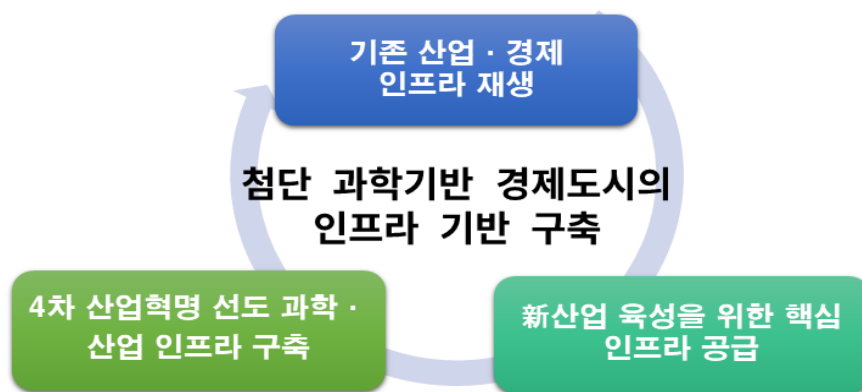 기존 산업 · 경제
인프라 재생
첨단 과학기반 경제도시의
인프라 기반 구축
4차 산업혁명 선도 과학 ·
산업 인프라 구축
新산업 육성을 위한 핵심
인프라 공급